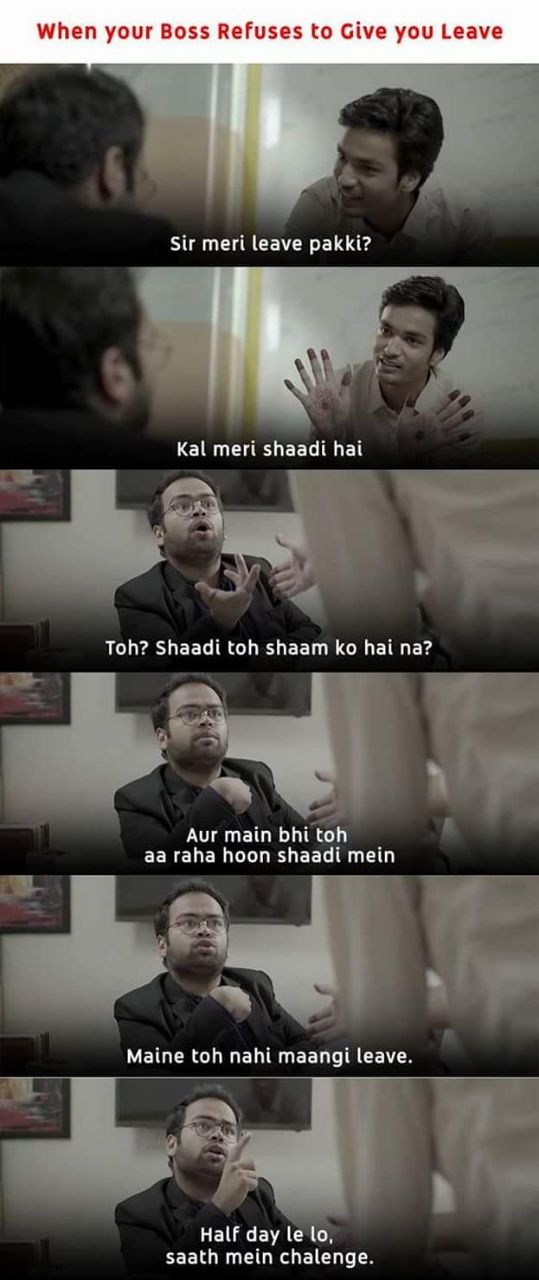 When your Boss Refuses to Give you Leave
Sir meri leave pakki?
Kal meri shaadi hai
Toh? Shaadi toh shaam ko hai na?
Aur main bhi toh
aa raha hoon shaadi mein
Maine toh nahi maangi leave.
Half day le lo,
saath mein chalenge.